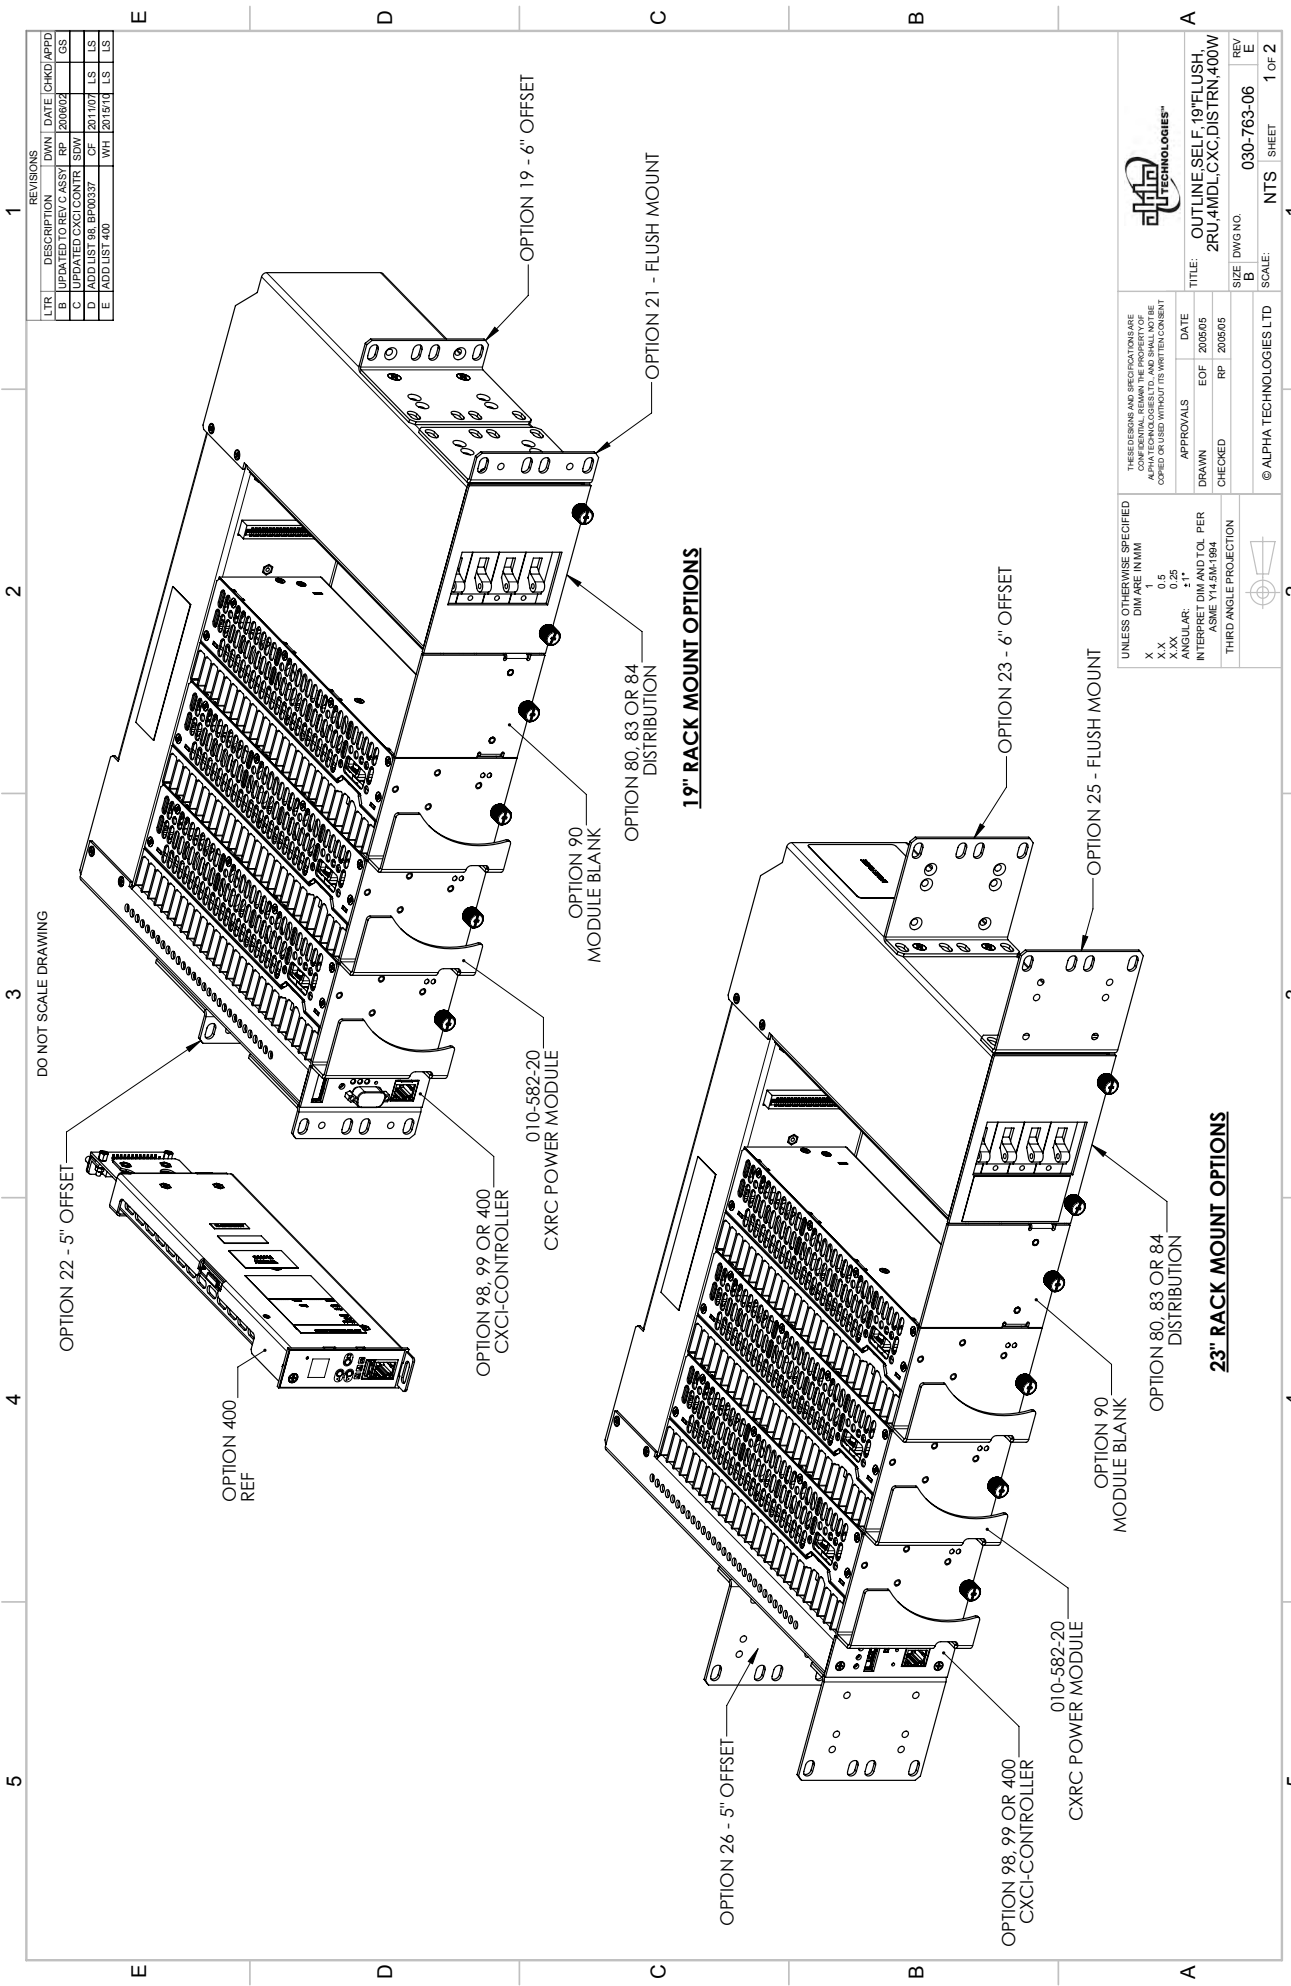 5
4
3
2
1
E
D
C
B
A
DO NOT SCALE DRAWING
REVISIONS
LTR DESCRIPTION DWN DATE CHKD APPD
B UPDATED TO REV C ASSY RP 2006/02 GS
C UPDATED CXCI CONTR SDW
D ADD LIST 98, BP00337 CF 2011/07 LS LS
E ADD LIST 400 WH 2015/10 LS LS
OPTION 22 - 5" OFFSET
OPTION 400
REF
OPTION 98, 99 OR 400
CXCI-CONTROLLER
010-582-20
CXRC POWER MODULE
OPTION 90
MODULE BLANK
OPTION 80, 83 OR 84
DISTRIBUTION
OPTION 19 - 6" OFFSET
OPTION 21 - FLUSH MOUNT
19" RACK MOUNT OPTIONS
OPTION 26 - 5" OFFSET
OPTION 98, 99 OR 400
CXCI-CONTROLLER
010-582-20
CXRC POWER MODULE
OPTION 90
MODULE BLANK
OPTION 80, 83 OR 84
DISTRIBUTION
OPTION 23 - 6" OFFSET
OPTION 25 - FLUSH MOUNT
23" RACK MOUNT OPTIONS
UNLESS OTHERWISE SPECIFIED
DIM ARE IN MM
X 1
X.X 0.5
X.XX 0.25
ANGULAR: ±1°
INTERPRET DIM AND TOL PER
ASME Y14.5M-1994
THIRD ANGLE PROJECTION
THESE DESIGNS AND SPECIFICATIONS ARE
CONFIDENTIAL, REMAIN THE PROPERTY OF
ALPHA TECHNOLOGIES LTD., AND SHALL NOT BE
COPIED OR USED WITHOUT ITS WRITTEN CONSENT
APPROVALS DATE
DRAWN EOF 2005/05
CHECKED RP 2005/05
© ALPHA TECHNOLOGIES LTD
TECHNOLOGIES™
TITLE: OUTLINE,SELF,19"FLUSH,
2RU,4MDL,CXC,DISTRN,400W
SIZE DWG NO. REV
B 030-763-06 E
SCALE: NTS SHEET 1 OF 2
E
D
C
B
A